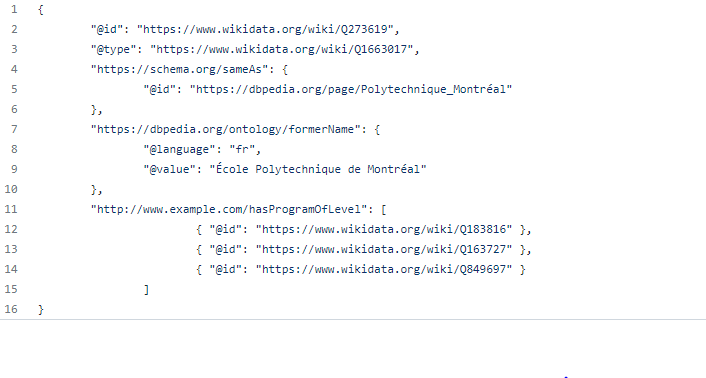 1 {
2 "@id": "https://www.wikidata.org/wiki/Q273619",
3 "@type": "https://www.wikidata.org/wiki/Q1663017",
4 "https://schema.org/sameAs": {
5 "@id": "https://dbpedia.org/page/Polytechnique_Montréal"
6 },
7 "https://dbpedia.org/ontology/formerName": {
8 "@language": "fr",
9 "@value": "École Polytechnique de Montréal"
10 },
11 "http://www.example.com/hasProgramOfLevel": [
12 { "@id": "https://www.wikidata.org/wiki/Q183816" },
13 { "@id": "https://www.wikidata.org/wiki/Q163727" },
14 { "@id": "https://www.wikidata.org/wiki/Q849697" }
15 ]
16 }